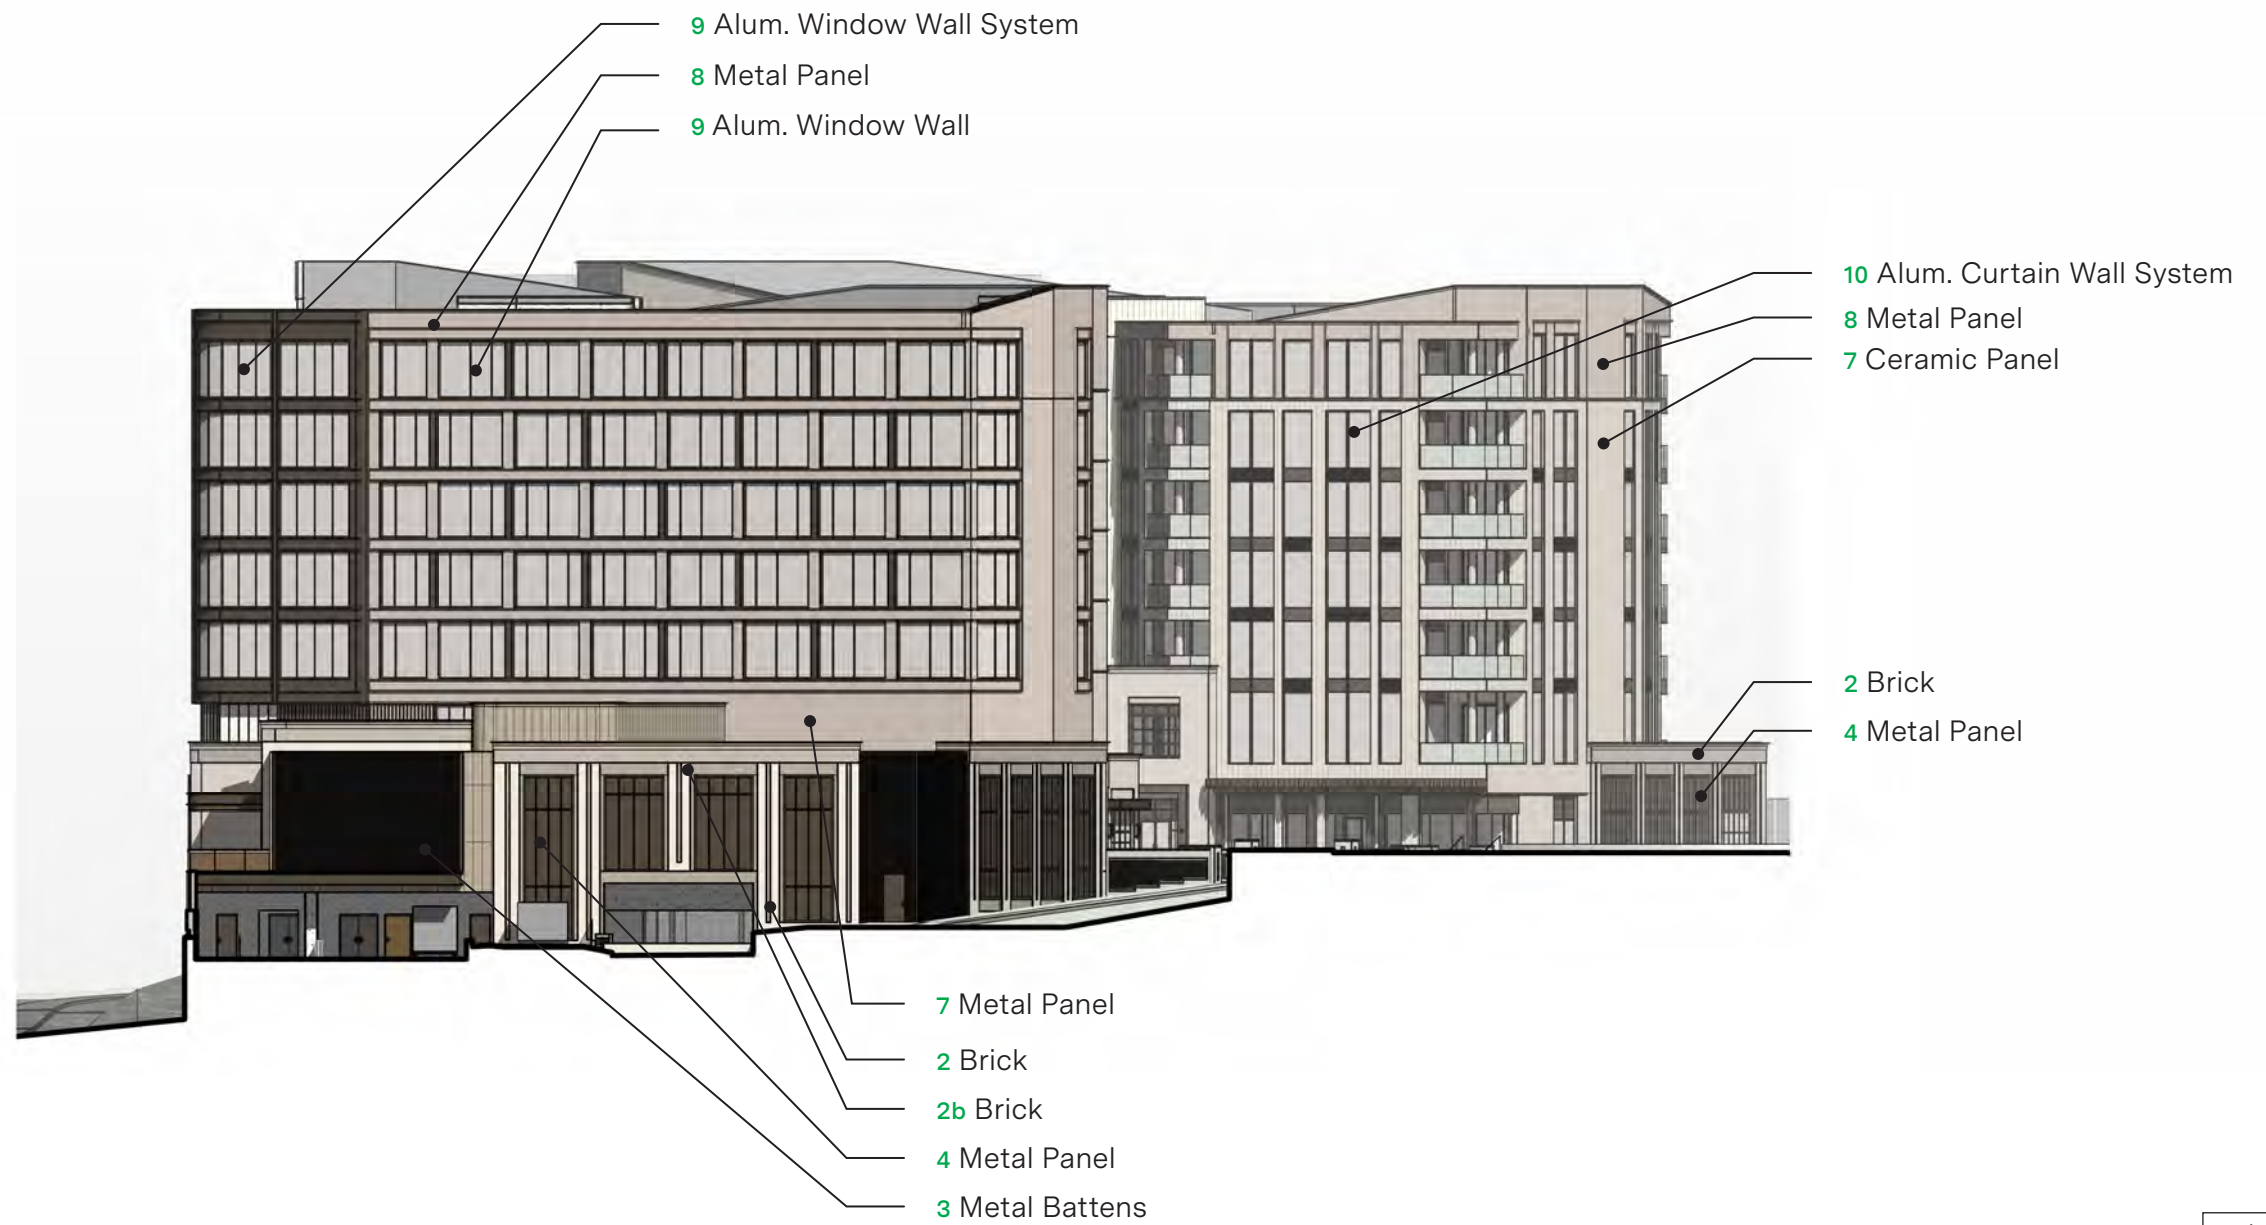 9 Alum. Window Wall System
8 Metal Panel
9 Alum. Window Wall
10 Alum. Curtain Wall System
8 Metal Panel
7 Ceramic Panel
2 Brick
4 Metal Panel
7 Metal Panel
2 Brick
2b Brick
4 Metal Panel
3 Metal Battens